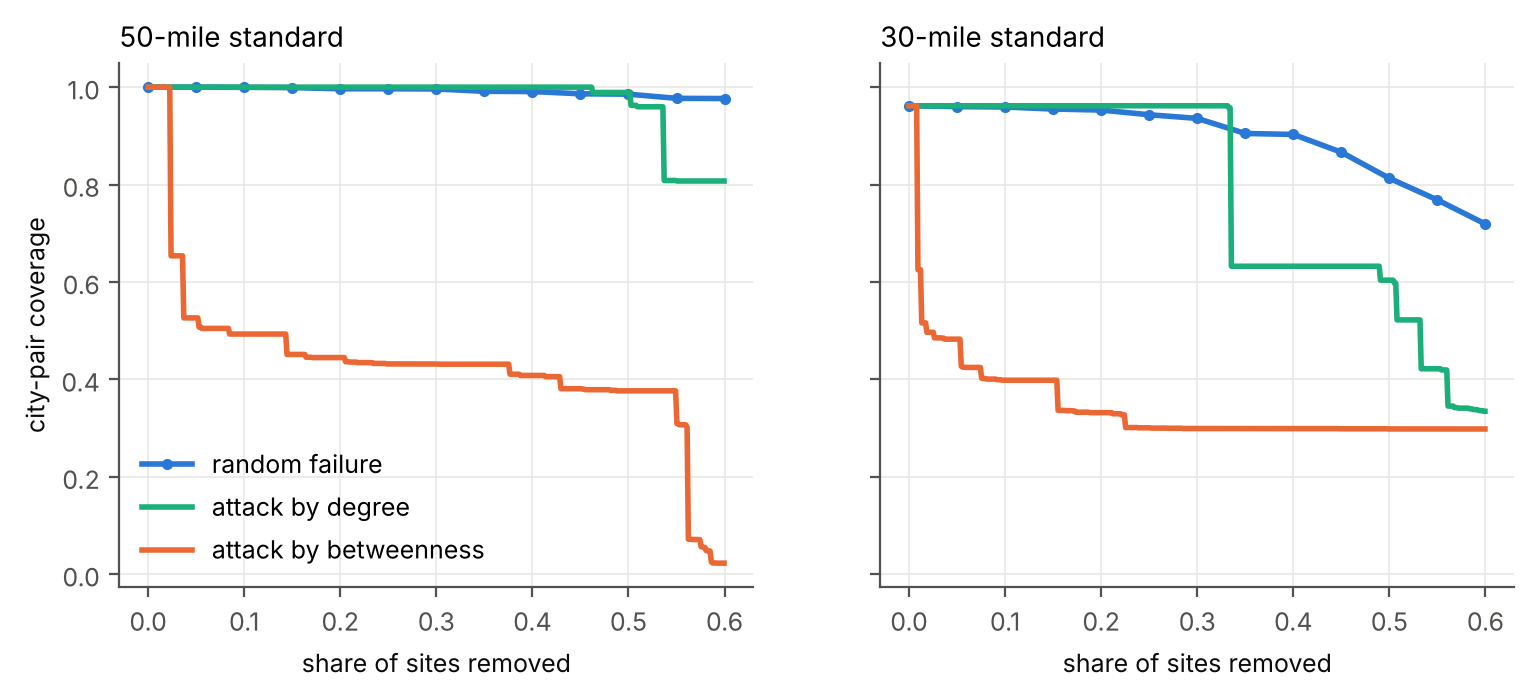 50-mile standard
30-mile standard
city-pair coverage
1.0
0.8
0.6
0.4
0.2
0.0
random failure
attack by degree
attack by betweenness
0.0 0.1 0.2 0.3 0.4 0.5 0.6
0.0 0.1 0.2 0.3 0.4 0.5 0.6
share of sites removed
share of sites removed